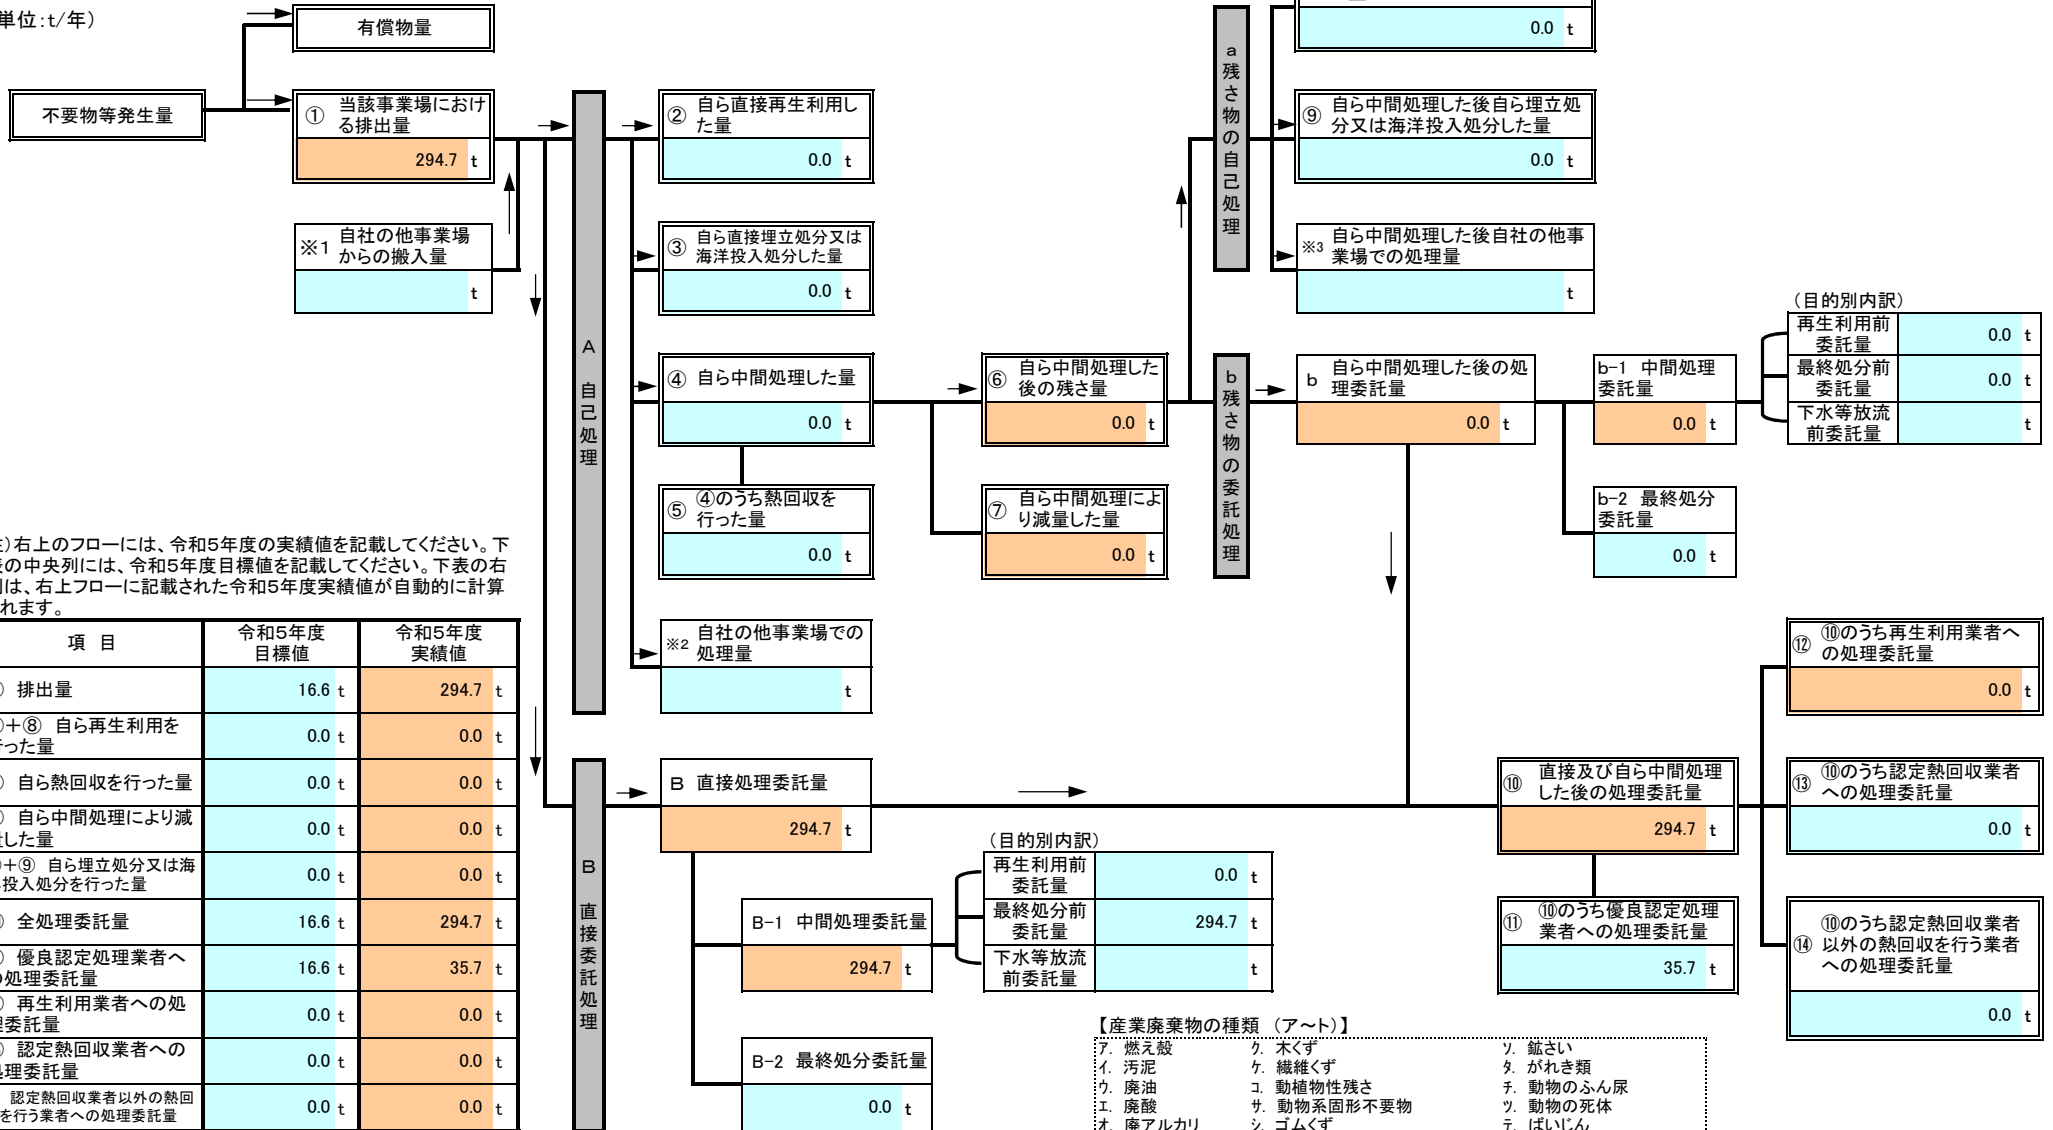 単位:t/年）
有償物量
不要物等発生量
① 当該事業場におけ
る排出量
294.7 t
※1 自社の他事業場
からの搬入量
t
A 自己処理
② 自ら直接再生利用し
た量
0.0 t
③ 自ら直接埋立処分又は
海洋投入処分した量
0.0 t
④ 自ら中間処理した量
0.0 t
⑤ ④のうち熱回収を
行った量
0.0 t
※2 自社の他事業場での
処理量
t
⑥ 自ら中間処理した
後の残さ量
0.0 t
⑦ 自ら中間処理によ
り減量した量
0.0 t
a 残さ物の自己処理
0.0 t
⑨ 自ら中間処理した後自ら埋立処
分又は海洋投入処分した量
0.0 t
※3 自ら中間処理した後自社の他事
業場での処理量
t
b 残さ物の委託処理
b 自ら中間処理した後の処
理委託量
0.0 t
b-1 中間処理
委託量
0.0 t
b-2 最終処分
委託量
0.0 t
（目的別内訳）
再生利用前
委託量 0.0 t
最終処分前
委託量 0.0 t
下水等放流
前委託量 t
）右上のフローには、令和5年度の実績値を記載してください。下
の中央列には、令和5年度目標値を記載してください。下表の右
は、右上フローに記載された令和5年度実績値が自動的に計算
れます。
項 目 令和5年度
目標値 令和5年度
実績値
排出量 16.6 t 294.7 t
＋⑧ 自ら再生利用を
った量 0.0 t 0.0 t
自ら熱回収を行った量 0.0 t 0.0 t
自ら中間処理により減
した量 0.0 t 0.0 t
＋⑨ 自ら埋立処分又は海
投入処分を行った量 0.0 t 0.0 t
全処理委託量 16.6 t 294.7 t
優良認定処理業者へ
の処理委託量 16.6 t 35.7 t
再生利用業者への処
理委託量 0.0 t 0.0 t
認定熱回収業者への
処理委託量 0.0 t 0.0 t
認定熱回収業者以外の熱回
を行う業者への処理委託量 0.0 t 0.0 t
B 直接委託処理
B 直接処理委託量
294.7 t
B-1 中間処理委託量
294.7 t
B-2 最終処分委託量
0.0 t
（目的別内訳）
再生利用前
委託量 0.0 t
最終処分前
委託量 294.7 t
下水等放流
前委託量 t
⑩ 直接及び自ら中間処理
した後の処理委託量
294.7 t
⑪ ⑩のうち優良認定処理
業者への処理委託量
35.7 t
⑫ ⑩のうち再生利用業者へ
の処理委託量
0.0 t
⑬ ⑩のうち認定熱回収業者
への処理委託量
0.0 t
⑭ ⑩のうち認定熱回収業者
以外の熱回収を行う業者
への処理委託量
0.0 t
【産業廃棄物の種類 （ア～ト）】
ア. 燃え殻 ク. 木くず ソ. 鉱さい
イ. 汚泥 ケ. 繊維くず タ. がれき類
ウ. 廃油 コ. 動植物性残さ チ. 動物のふん尿
エ. 廃酸 サ. 動物系固形不要物 ツ. 動物の死体
オ. 廃アルカリ シ. ゴムくず テ. ばいじん